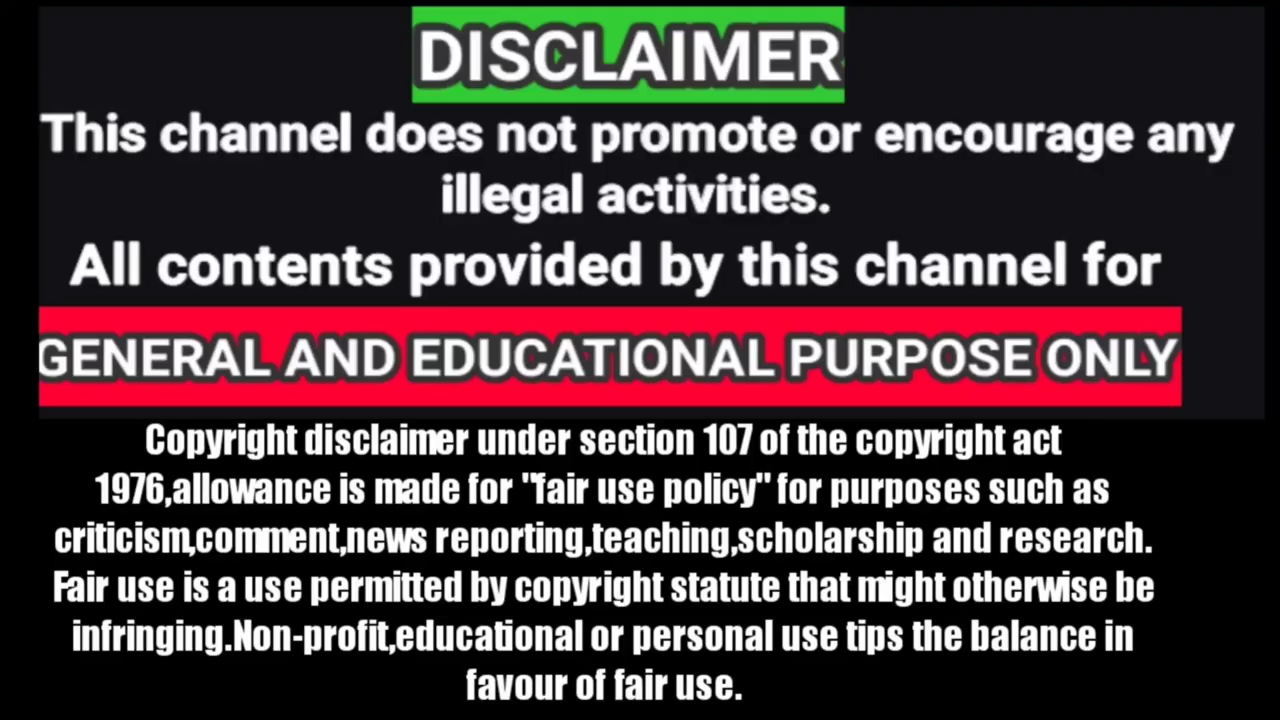 DISCLAIMER
This channel does not promote or encourage any
illegal activities.
All contents provided by this channel for
GENERAL AND EDUCATIONAL PURPOSE ONLY
Copyright disclaimer under section 107 of the copyright act
1976,allowance is made for "fair use policy" for purposes such as
criticism,comment,news reporting,teaching,scholarship and research.
Fair use is a use permitted by copyright statute that might otherwise be
infringing.Non-profit,educational or personal use tips the balance in
favour of fair use.